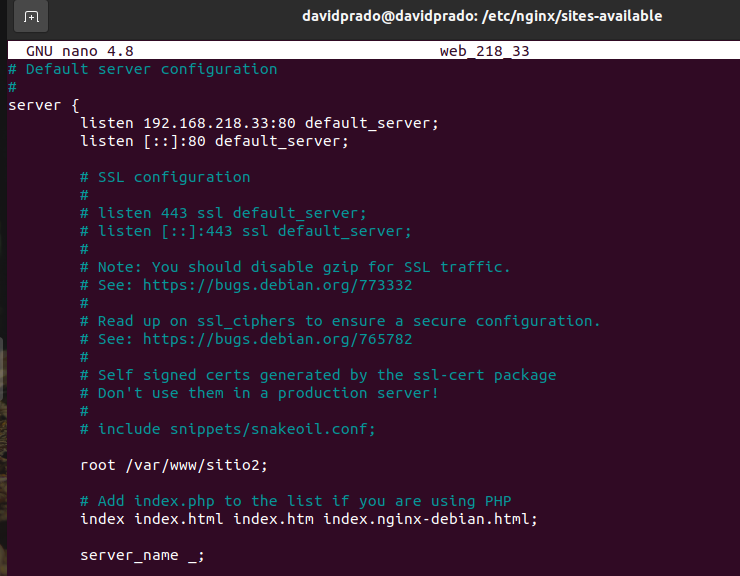 davidprado@davidprado: /etc/nginx/sites-available
GNU nano 4.8 web_218_33
# Default server configuration
#
server {
listen 192.168.218.33:80 default_server;
listen [::]:80 default_server;
# SSL configuration
#
# listen 443 ssl default_server;
# listen [::]:443 ssl default_server;
#
# Note: You should disable gzip for SSL traffic.
# See: https://bugs.debian.org/773332
#
# Read up on ssl_ciphers to ensure a secure configuration.
# See: https://bugs.debian.org/765782
#
# Self signed certs generated by the ssl-cert package
# Don't use them in a production server!
#
# include snippets/snakeoil.conf;
root /var/www/sitio2;
# Add index.php to the list if you are using PHP
index index.html index.htm index.nginx-debian.html;
server_name _;